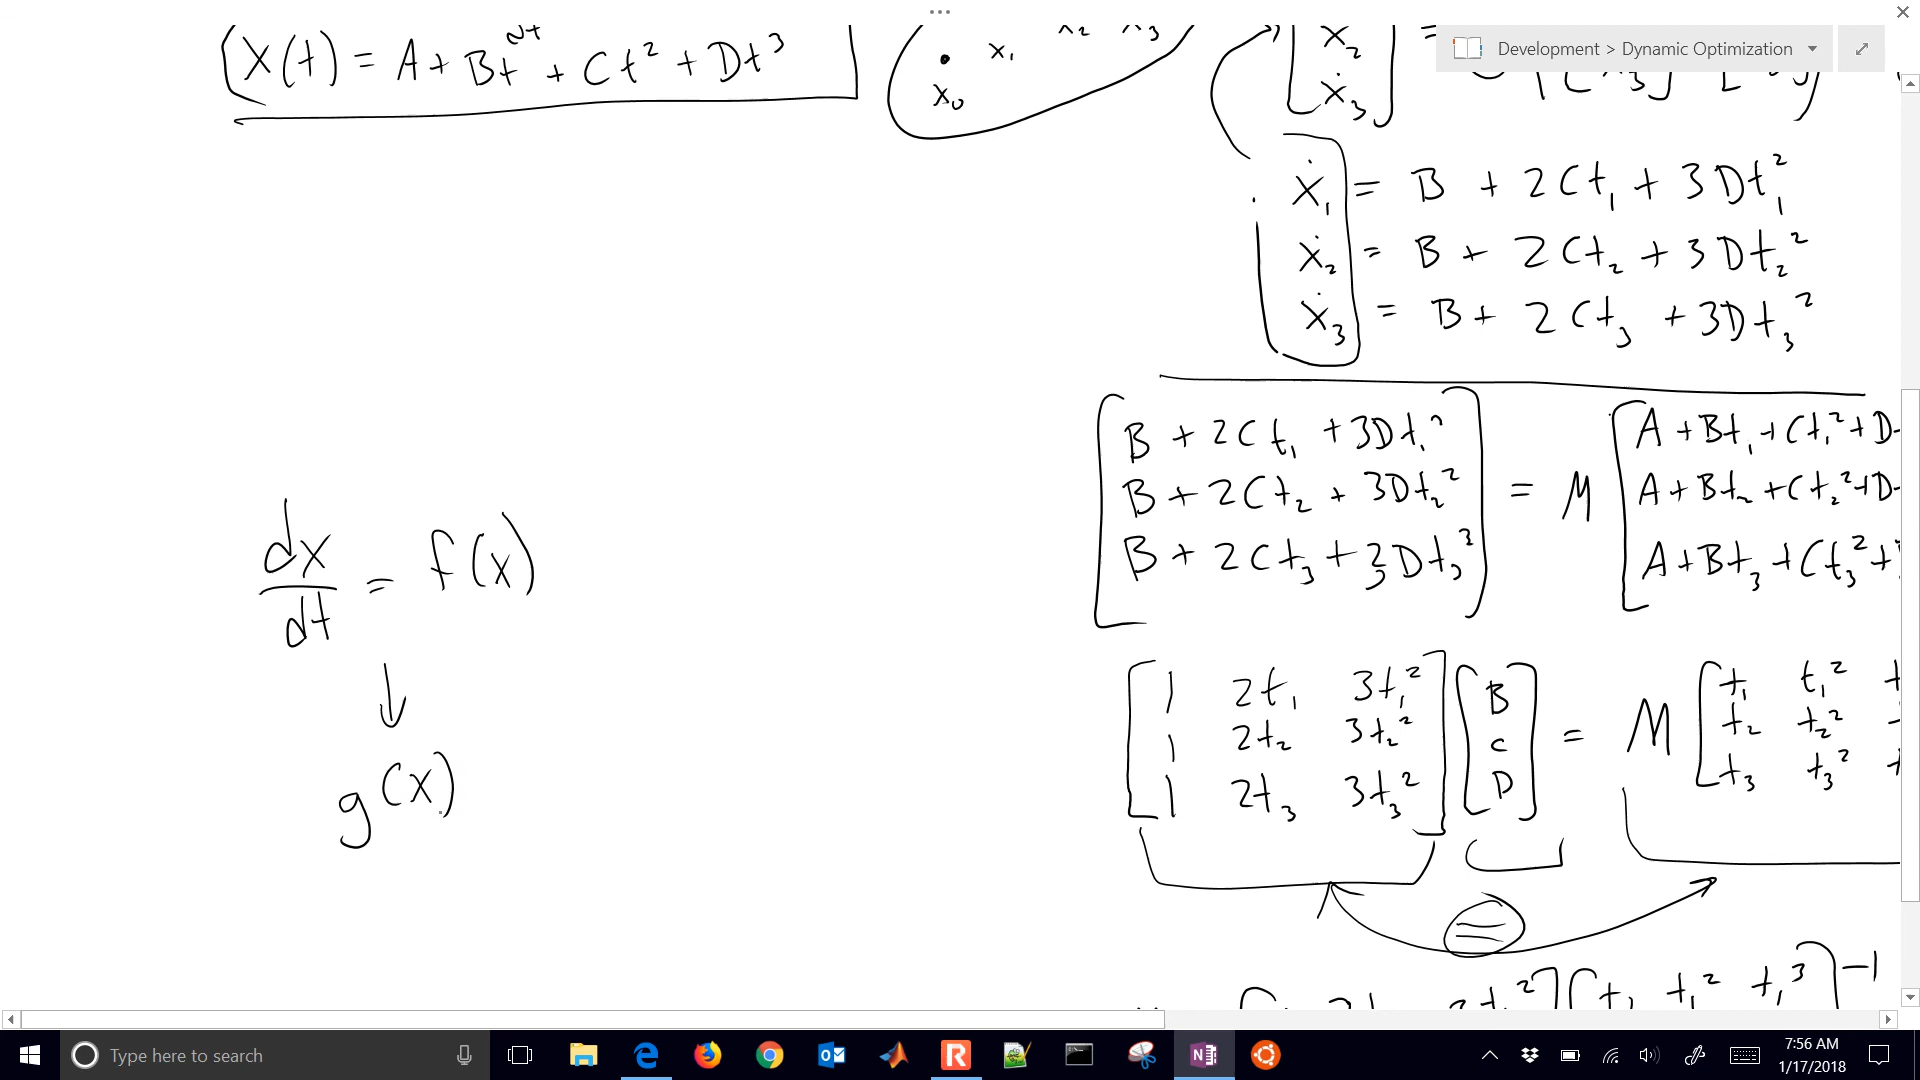 Development > Dynamic Optimization
x(t) = A + Bt + Ct² + Dt³
x₁ x₂ x₃
x₀
ẋ₂ =
ẋ₃
ẋ₁ = B + 2Ct₁ + 3Dt₁²
ẋ₂ = B + 2Ct₂ + 3Dt₂²
ẋ₃ = B + 2Ct₃ + 3Dt₃²
B + 2Ct₁ + 3Dt₁² = M A + Bt₁ + Ct₁² + D
B + 2Ct₂ + 3Dt₂² A + Bt₂ + Ct₂² + D
B + 2Ct₃ + 3Dt₃² A + Bt₃ + Ct₃² +
dx/dt = f(x)
↓
g(x)
1 2t₁ 3t₁² B = M t₁ t₁² t
1 2t₂ 3t₂² C t₂ t₂²
1 2t₃ 3t₃² D t₃ t₃² t
=
t₁ t₁² t₁³ -1
Type here to search
7:56 AM
1/17/2018